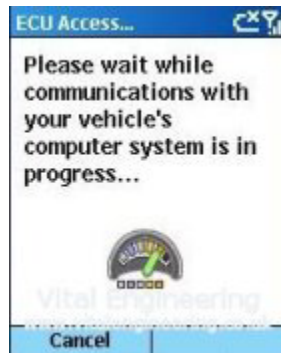 ECU Access...
Please wait while
communications with
your vehicle's
computer system is in
progress...
Vital Engineering
Cancel